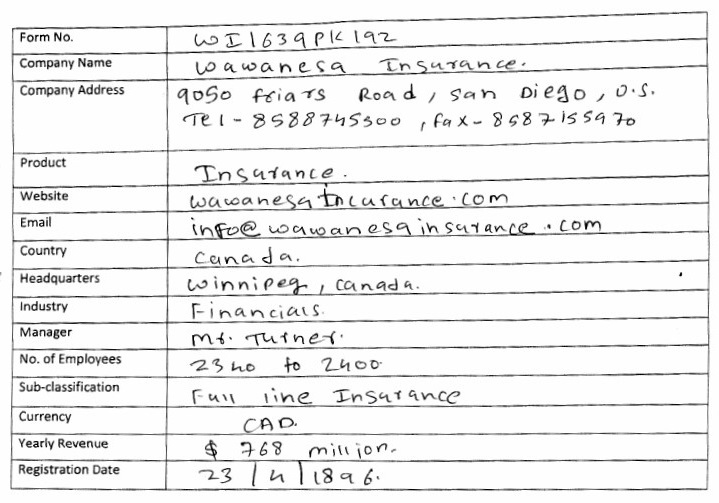 Form No. WI1639PK192
Company Name Wawanesa Insurance.
Company Address 9050 friars Road, San Diego, U.S.
Tel - 8588745300, fax - 8587155970
Product Insurance.
Website wawanesaincurance.com
Email info@wawanesainsurance.com
Country Canada.
Headquarters Winnipeg, Canada.
Industry Financials.
Manager Mr. Turner.
No. of Employees 2340 to 2400
Sub-classification Full line Insurance
Currency CAD.
Yearly Revenue $ 768 million.
Registration Date 23/4/1896.